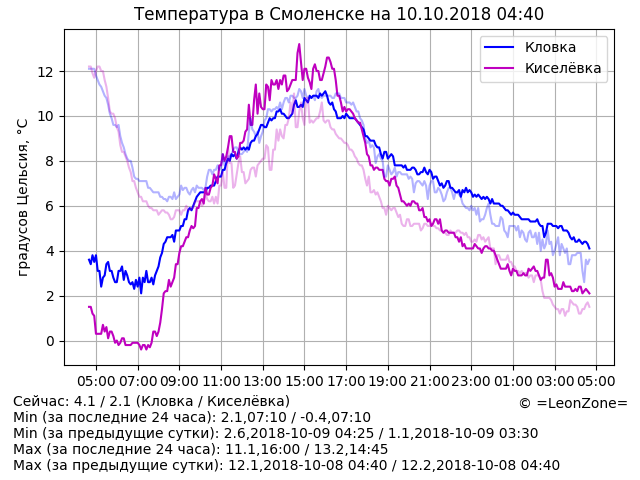 Температура в Смоленске на 10.10.2018 04:40
Кловка
Киселёвка
градусов Цельсия, °C
12
10
8
6
4
2
0
05:00 07:00 09:00 11:00 13:00 15:00 17:00 19:00 21:00 23:00 01:00 03:00 05:00
Сейчас: 4.1 / 2.1 (Кловка / Киселёвка)
© =LeonZone=
Min (за последние 24 часа): 2.1,07:10 / -0.4,07:10
Min (за предыдущие сутки): 2.6,2018-10-09 04:25 / 1.1,2018-10-09 03:30
Max (за последние 24 часа): 11.1,16:00 / 13.2,14:45
Max (за предыдущие сутки): 12.1,2018-10-08 04:40 / 12.2,2018-10-08 04:40